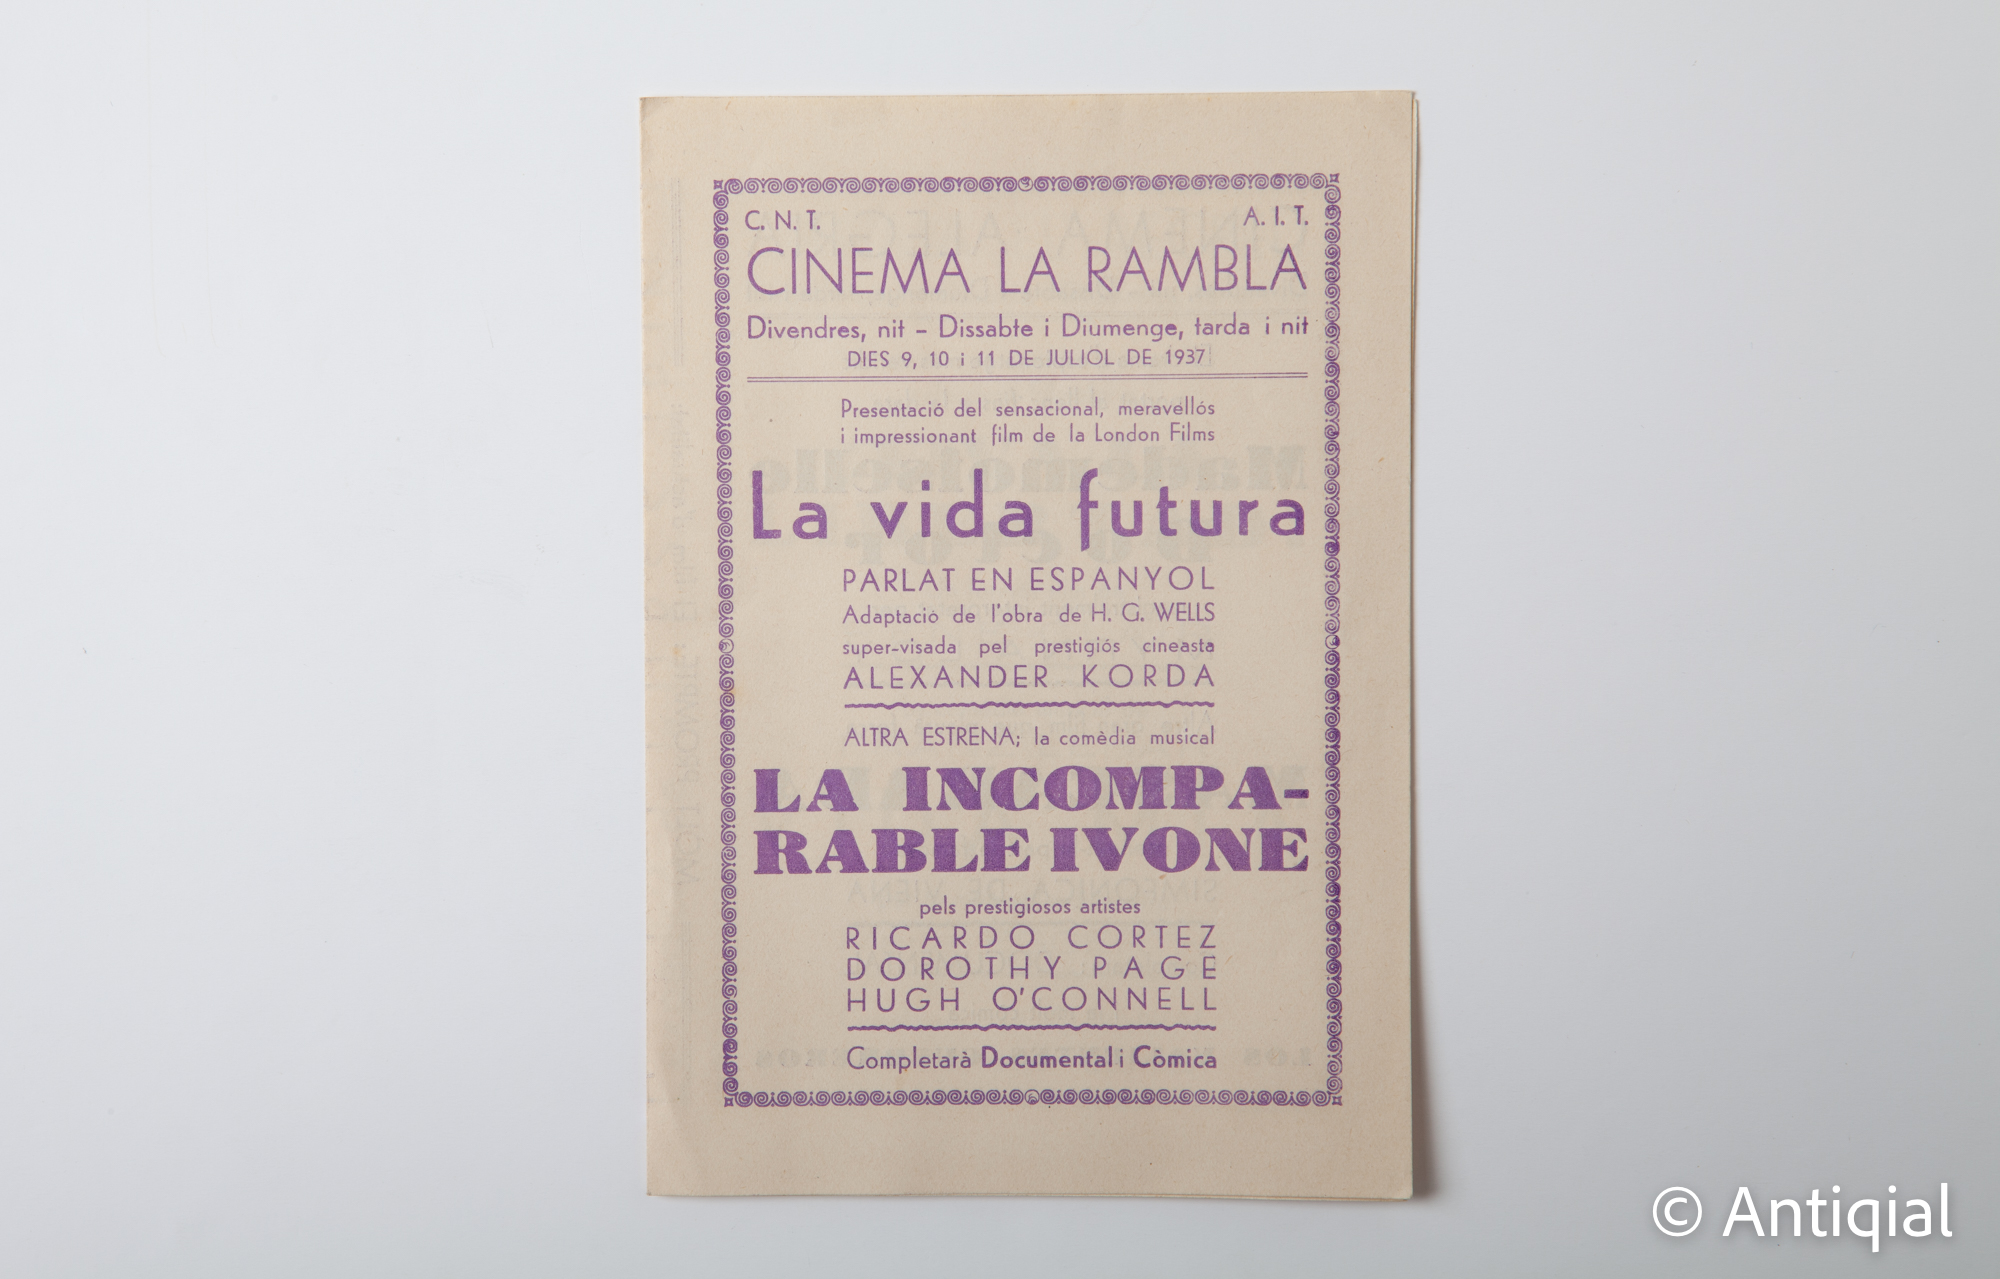 C. N. T. A. I. T.
CINEMA LA RAMBLA
Divendres, nit – Dissabte i Diumenge, tarda i nit
DIES 9, 10 i 11 DE JULIOL DE 1937
Presentació del sensacional, meravellós
i impressionant film de la London Films
La vida futura
PARLAT EN ESPANYOL
Adaptació de l'obra de H. G. WELLS
super-visada pel prestigiós cineasta
ALEXANDER KORDA
ALTRA ESTRENA; la comèdia musical
LA INCOMPA-
RABLE IVONE
pels prestigiosos artistes
RICARDO CORTEZ
DOROTHY PAGE
HUGH O'CONNELL
Completarà Documental i Còmica
© Antiqial